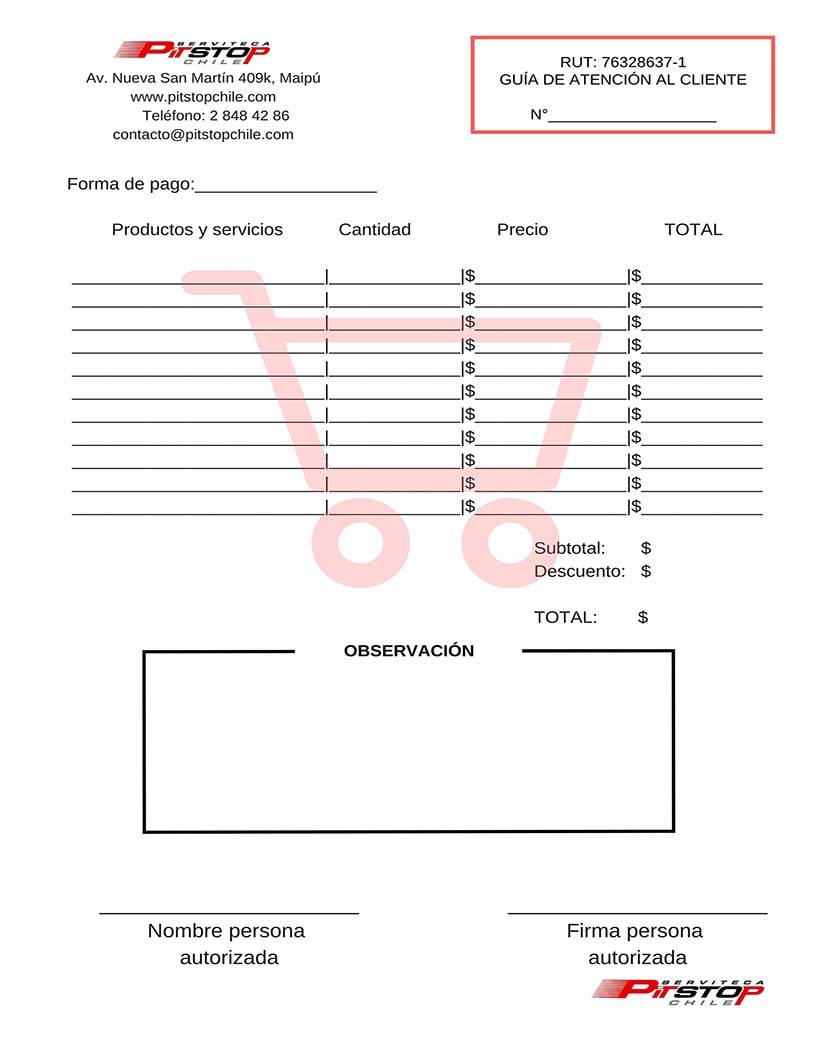 SERVITECA
PitSTOP
CHILE
Av. Nueva San Martín 409k, Maipú
www.pitstopchile.com
Teléfono: 2 848 42 86
contacto@pitstopchile.com
RUT: 76328637-1
GUÍA DE ATENCIÓN AL CLIENTE
N°__________________
Forma de pago:___________________
Productos y servicios Cantidad Precio TOTAL
|$ |$
|$ |$
|$ |$
|$ |$
|$ |$
|$ |$
|$ |$
|$ |$
|$ |$
|$ |$
|$ |$
Subtotal: $
Descuento: $
TOTAL: $
OBSERVACIÓN
Nombre persona
autorizada
Firma persona
autorizada
SERVITECA
PitSTOP
CHILE